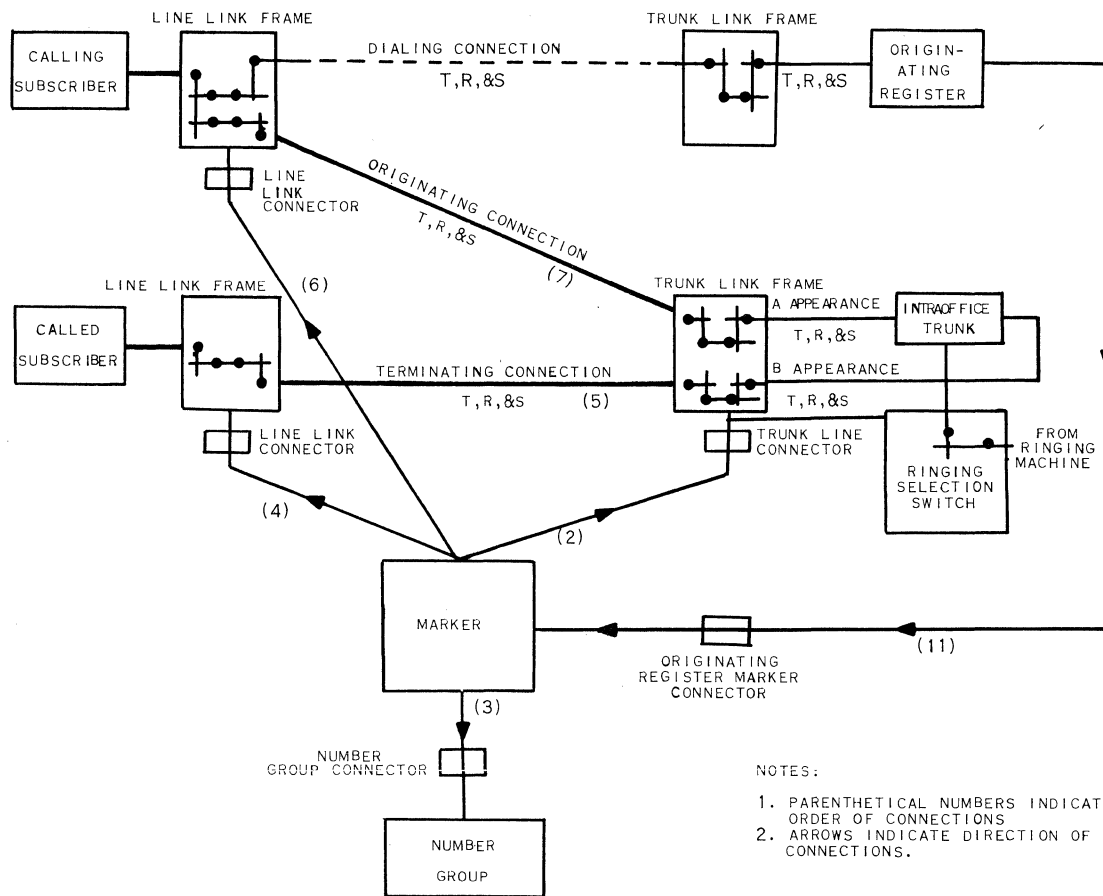 LINE LINK FRAME
TRUNK LINK FRAME
CALLING
SUBSCRIBER
DIALING CONNECTION
T,R,&S
T,R,&S
ORIGIN-
ATING
REGISTER
LINE
LINK
CONNECTOR
ORIGINATING CONNECTION
T,R,&S
(7)
(6)
LINE LINK FRAME
TRUNK LINK FRAME
CALLED
SUBSCRIBER
A APPEARANCE
T,R,&S
INTRAOFFICE
TRUNK
TERMINATING CONNECTION
T,R,&S
(5)
B APPEARANCE
T,R,&S
LINE LINK
CONNECTOR
TRUNK LINE
CONNECTOR
FROM
RINGING
MACHINE
RINGING
SELECTION
SWITCH
(4)
(2)
MARKER
(11)
ORIGINATING
REGISTER MARKER
CONNECTOR
(3)
NUMBER
GROUP CONNECTOR
NUMBER
GROUP
NOTES:
1. PARENTHETICAL NUMBERS INDICAT
ORDER OF CONNECTIONS
2. ARROWS INDICATE DIRECTION OF
CONNECTIONS.